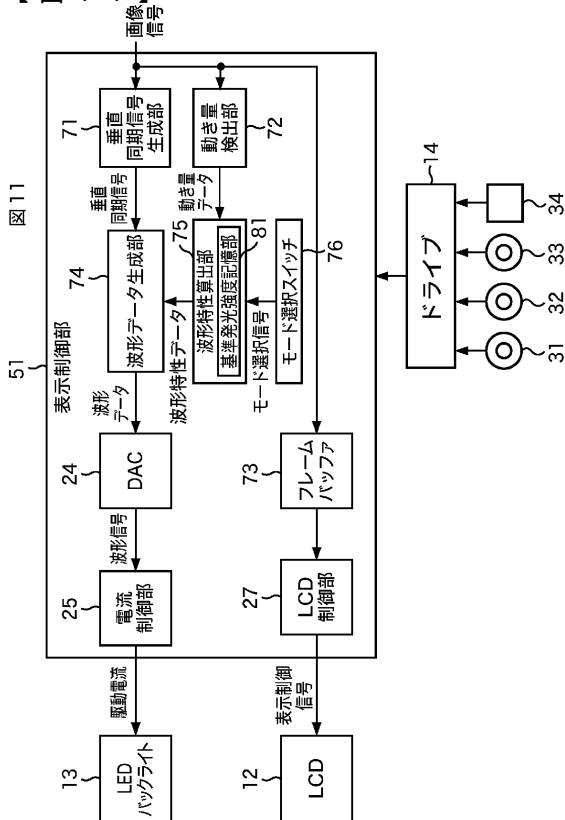 図11
51
表示制御部
13
LED
バックライト
駆動電流
25
電流
制御部
波形信号
24
DAC
波形
データ
74
波形データ生成部
垂直
同期信号
71
垂直
同期信号
生成部
画像
信号
波形特性データ
75
波形特性算出部
基準発光強度記憶部
81
動き量
データ
動き量
検出部
72
モード選択信号
モード選択スイッチ
76
12
LCD
表示制御
信号
27
LCD
制御部
73
フレーム
バッファ
14
ドライブ
31
32
33
34